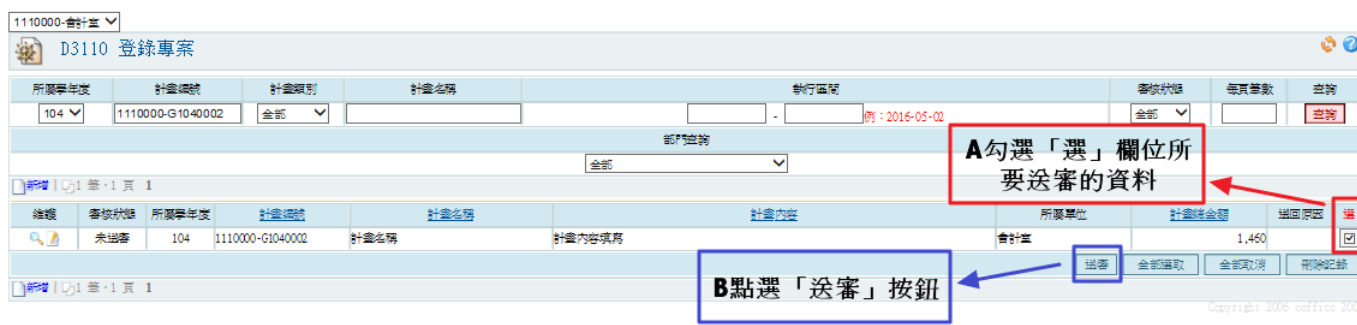 1110000-會計室
D3110 登錄專案
所屬學年度 計畫編號 計畫類別 計畫名稱 執行區間 審核狀態 每頁筆數 查詢
104 1110000-G1040002 全部 - 例：2016-05-02 全部 查詢
部門查詢
全部
A勾選「選」欄位所
要送審的資料
新增 | 1 筆·1 頁 1
維護 審核狀態 所屬學年度 計畫編號 計畫名稱 計畫內容 所屬單位 計畫總金額 退回原因 選
未送審 104 1110000-G1040002 計畫名稱 計畫內容填寫 會計室 1,460
送審 全部選取 全部取消 刪除記錄
B點選「送審」按鈕
新增 | 1 筆·1 頁 1
Copyright 2006 coffice 200